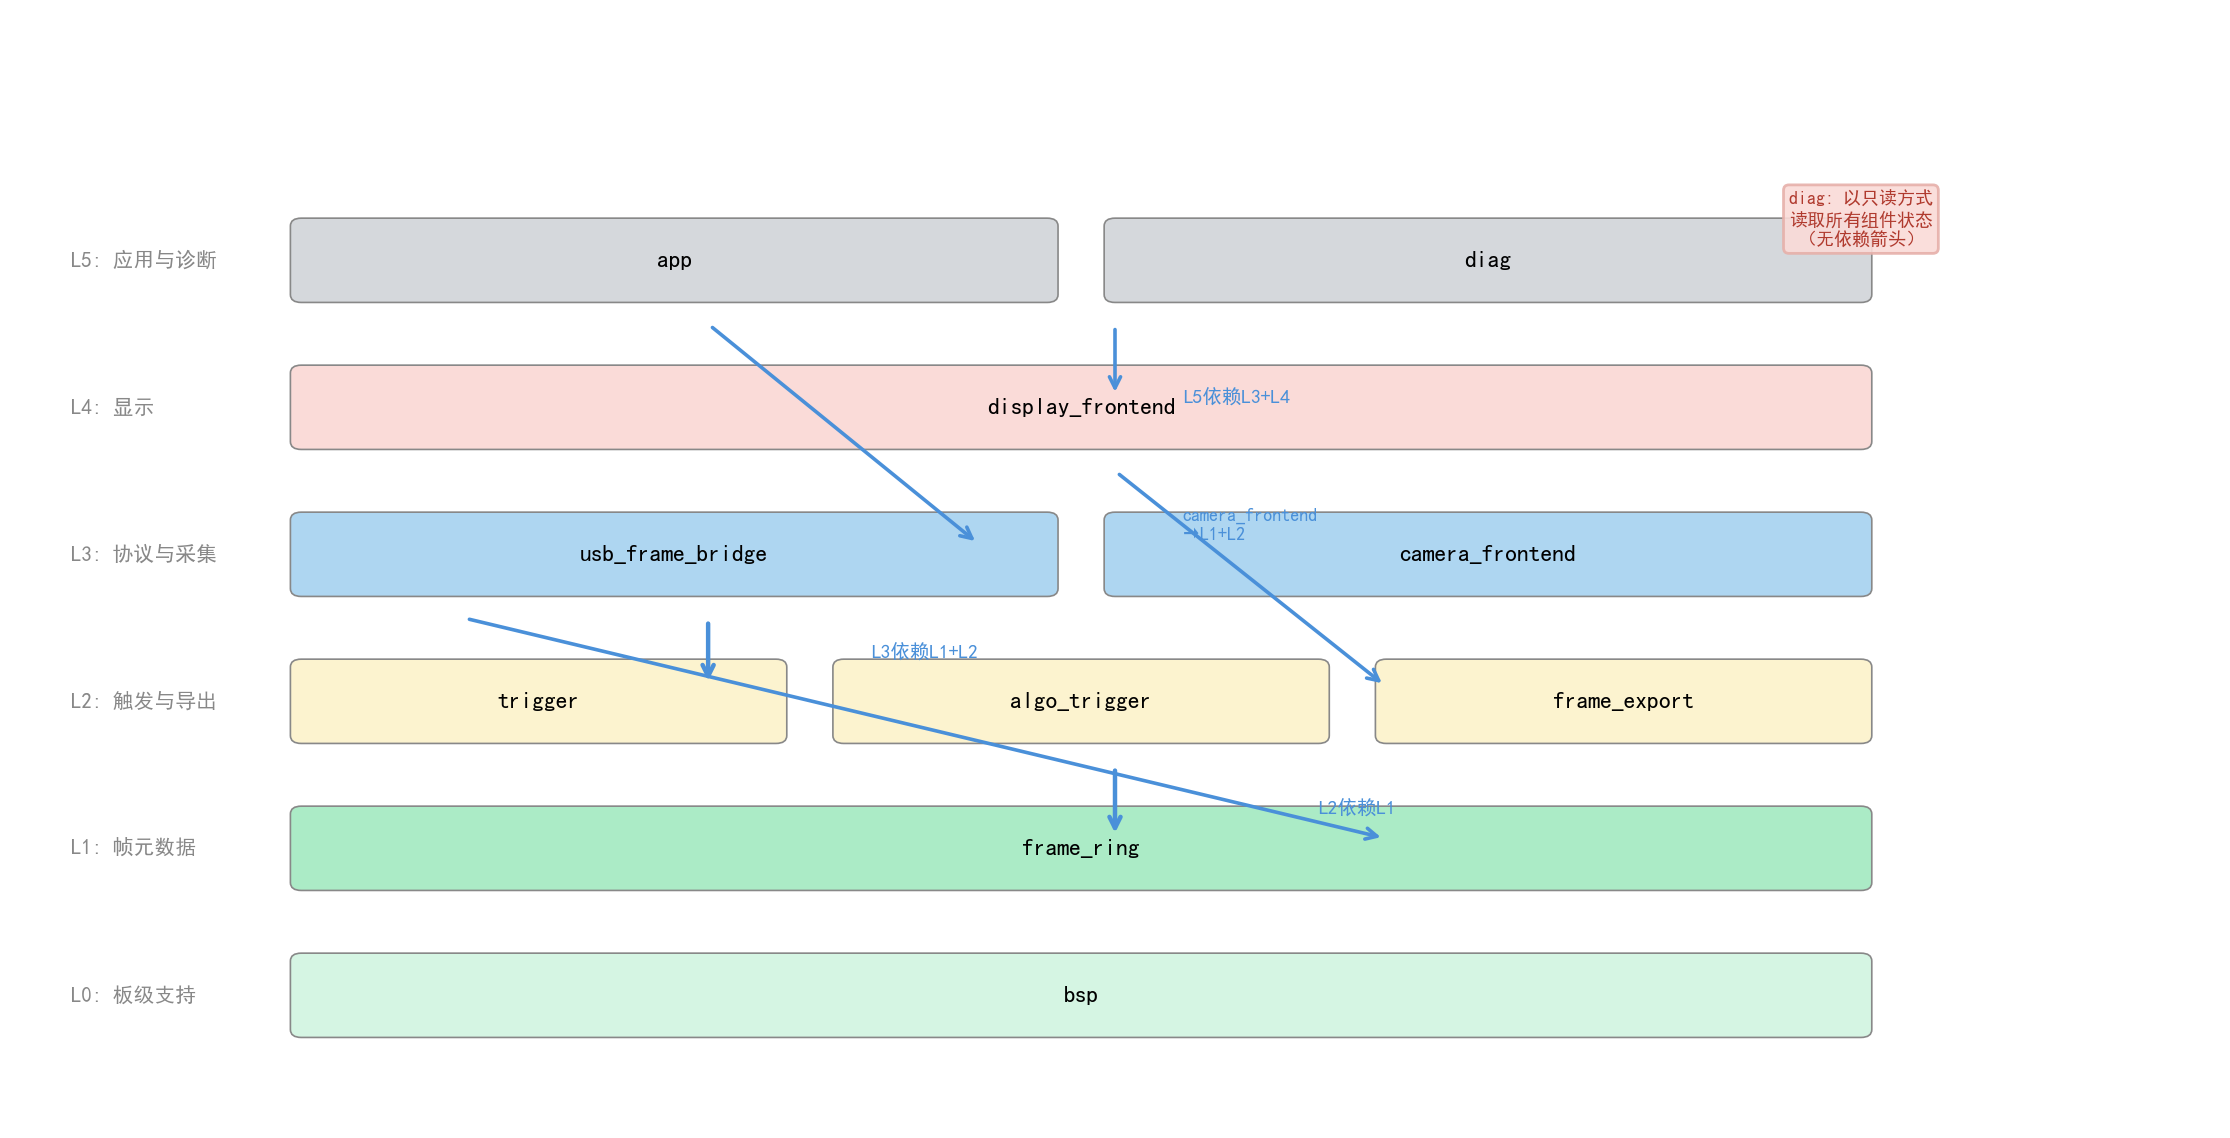 diag: 以只读方式
读取所有组件状态
（无依赖箭头）
L5: 应用与诊断
app
diag
L5依赖L3+L4
L4: 显示
display_frontend
camera_frontend
→L1+L2
L3: 协议与采集
usb_frame_bridge
camera_frontend
L3依赖L1+L2
L2: 触发与导出
trigger
algo_trigger
frame_export
L2依赖L1
L1: 帧元数据
frame_ring
L0: 板级支持
bsp